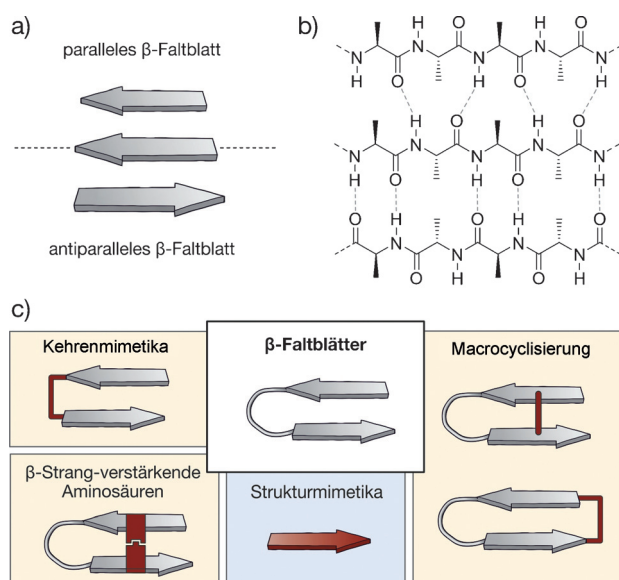 a)
paralleles β-Faltblatt
antiparalleles β-Faltblatt
b)
N N N N N
H H H H H
O O O O
H O H O
N N N N N
H O H O H
O H H O
N N N N
O O O O
H H
c)
Kehrenmimetika
β-Faltblätter
Macrocyclisierung
β-Strang-verstärkende
Aminosäuren
Strukturmimetika